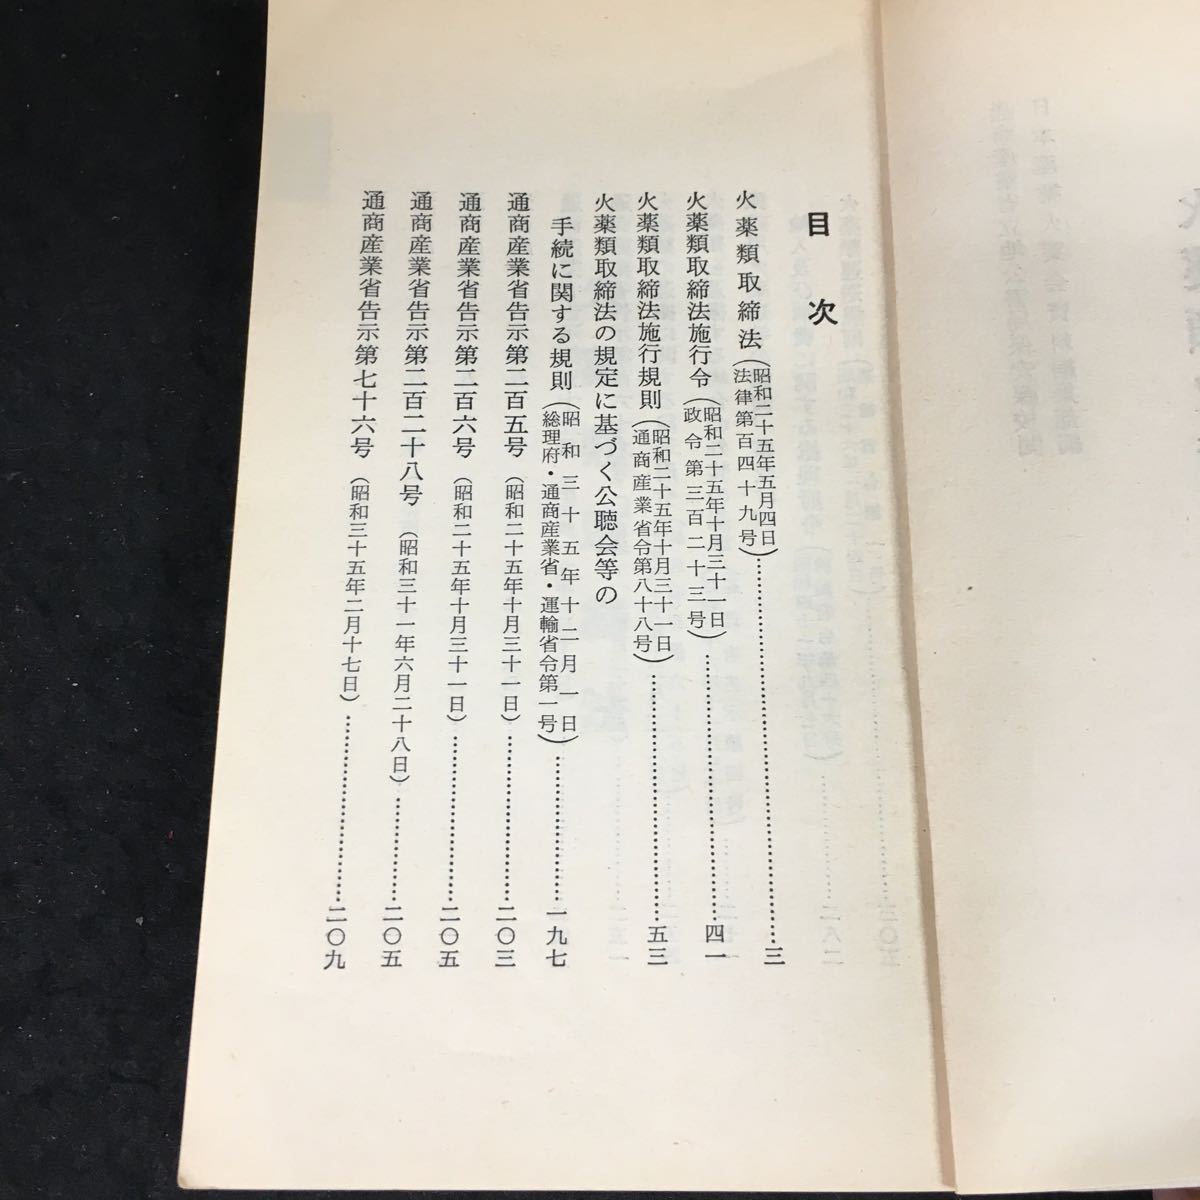 目次
火薬類取締法(昭和二十五年五月四日 法律第百四十九号)……三
火薬類取締法施行令(昭和二十五年十月三十一日 政令第三百二十三号)……四一
火薬類取締法施行規則(昭和二十五年十月三十一日 通商産業省令第八十八号)……五三
火薬類取締法の規定に基づく公聴会等の
手続に関する規則(昭和三十五年十二月一日 総理府・通商産業省・運輸省令第一号)……一九七
通商産業省告示第二百五号(昭和二十五年十月三十一日)……二〇三
通商産業省告示第二百六号(昭和二十五年十月三十一日)……二〇五
通商産業省告示第二百二十八号(昭和三十一年六月二十八日)……二〇五
通商産業省告示第七十六号(昭和三十五年二月十七日)……二〇九